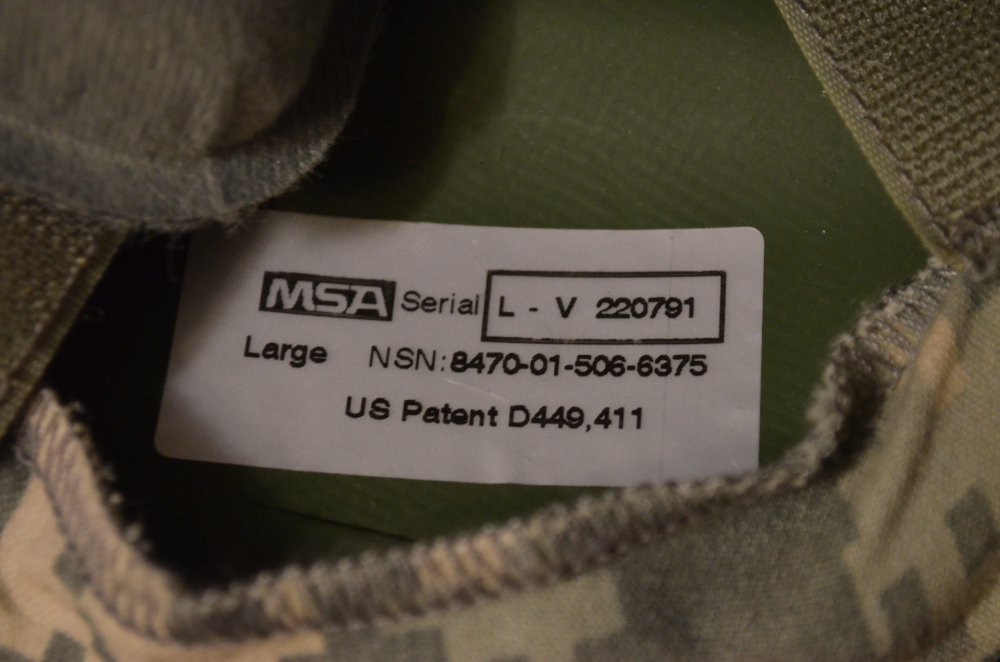 MSA Serial L - V 220791
Large NSN: 8470-01-506-6375
US Patent D449,411